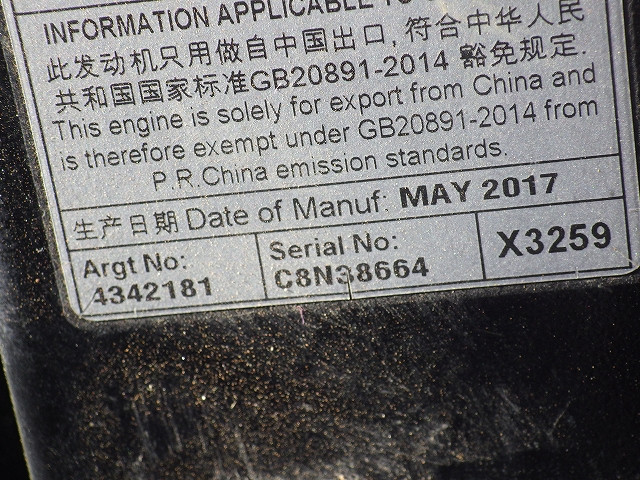 INFORMATION APPLICABLE TO
此发动机只用做自中国出口, 符合中华人民
共和国国家标准GB20891-2014 豁免规定.
This engine is solely for export from China and
is therefore exempt under GB20891-2014 from
P.R.China emission standards.
生产日期 Date of Manuf: MAY 2017
Argt No:
4342181
Serial No:
C8N38664
X3259